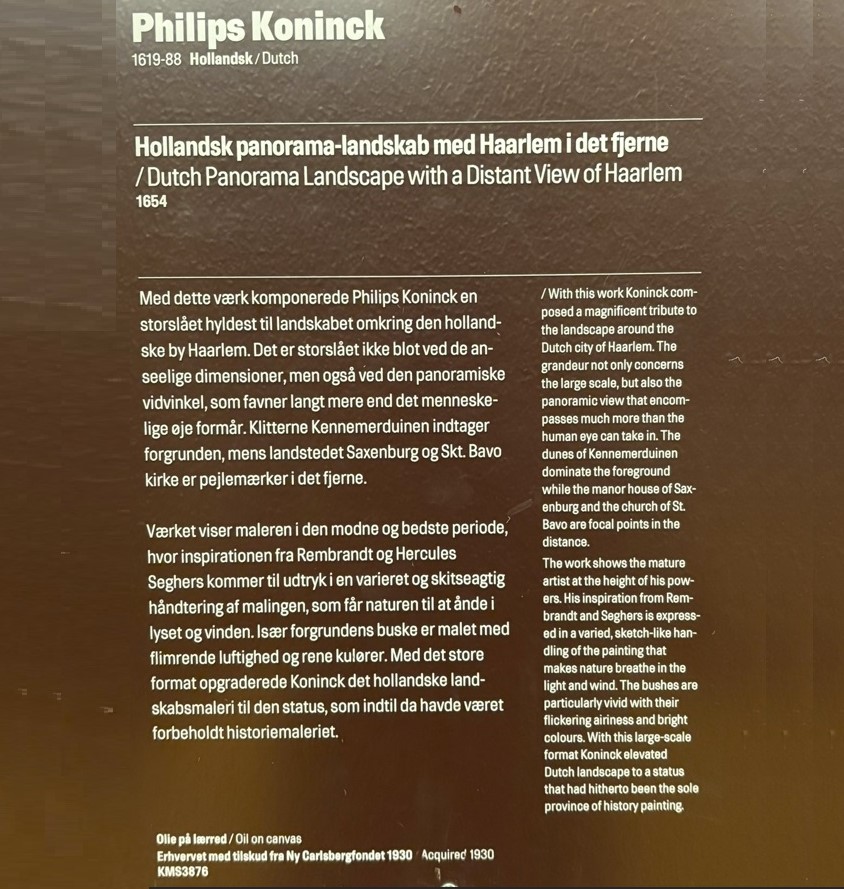 Philips Koninck
1619-88 Hollandsk / Dutch
Hollandsk panorama-landskab med Haarlem i det fjerne
/ Dutch Panorama Landscape with a Distant View of Haarlem
1654
Med dette værk komponerede Philips Koninck en
storslået hyldest til landskabet omkring den holland-
ske by Haarlem. Det er storslået ikke blot ved de an-
seelige dimensioner, men også ved den panoramiske
vidvinkel, som favner langt mere end det menneske-
lige øje formår. Klitterne Kennemerduinen indtager
forgrunden, mens landstedet Saxenburg og Skt. Bavo
kirke er pejlemærker i det fjerne.
Værket viser maleren i den modne og bedste periode,
hvor inspirationen fra Rembrandt og Hercules
Seghers kommer til udtryk i en varieret og skitseagtig
håndtering af malingen, som får naturen til at ånde i
lyset og vinden. Især forgrundens buske er malet med
flimrende luftighed og rene kulører. Med det store
format opgraderede Koninck det hollandske land-
skabsmaleri til den status, som indtil da havde været
forbeholdt historiemaleriet.
/ With this work Koninck com-
posed a magnificent tribute to
the landscape around the
Dutch city of Haarlem. The
grandeur not only concerns
the large scale, but also the
panoramic view that encom-
passes much more than the
human eye can take in. The
dunes of Kennemerduinen
dominate the foreground
while the manor house of Sax-
enburg and the church of St.
Bavo are focal points in the
distance.
The work shows the mature
artist at the height of his pow-
ers. His inspiration from Rem-
brandt and Seghers is express-
ed in a varied, sketch-like han-
dling of the painting that
makes nature breathe in the
light and wind. The bushes are
particularly vivid with their
flickering airiness and bright
colours. With this large-scale
format Koninck elevated
Dutch landscape to a status
that had hitherto been the sole
province of history painting.
Olie på lærred / Oil on canvas
Erhvervet med tilskud fra Ny Carlsbergfondet 1930 / Acquired 1930
KMS3876